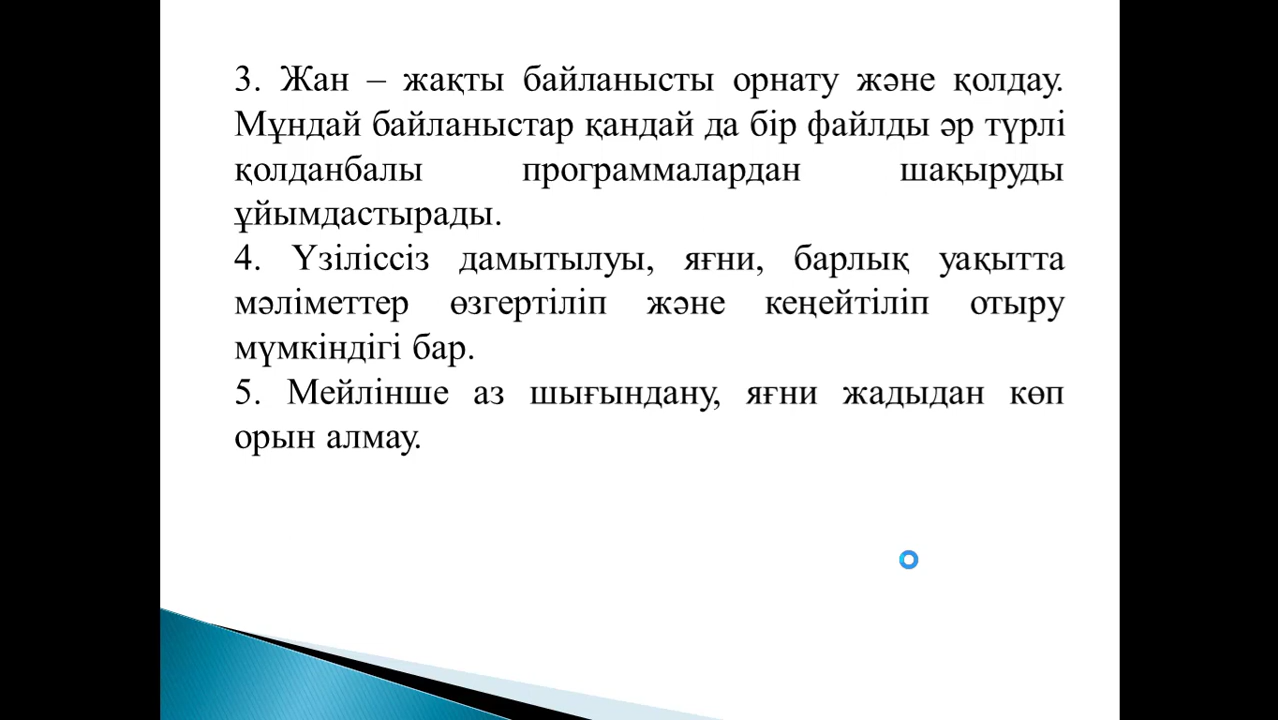 3. Жан – жақты байланысты орнату және қолдау.
Мұндай байланыстар қандай да бір файлды әр түрлі
қолданбалы программалардан шақыруды
ұйымдастырады.
4. Үзіліссіз дамытылуы, яғни, барлық уақытта
мәліметтер өзгертіліп және кеңейтіліп отыру
мүмкіндігі бар.
5. Мейлінше аз шығындану, яғни жадыдан көп
орын алмау.